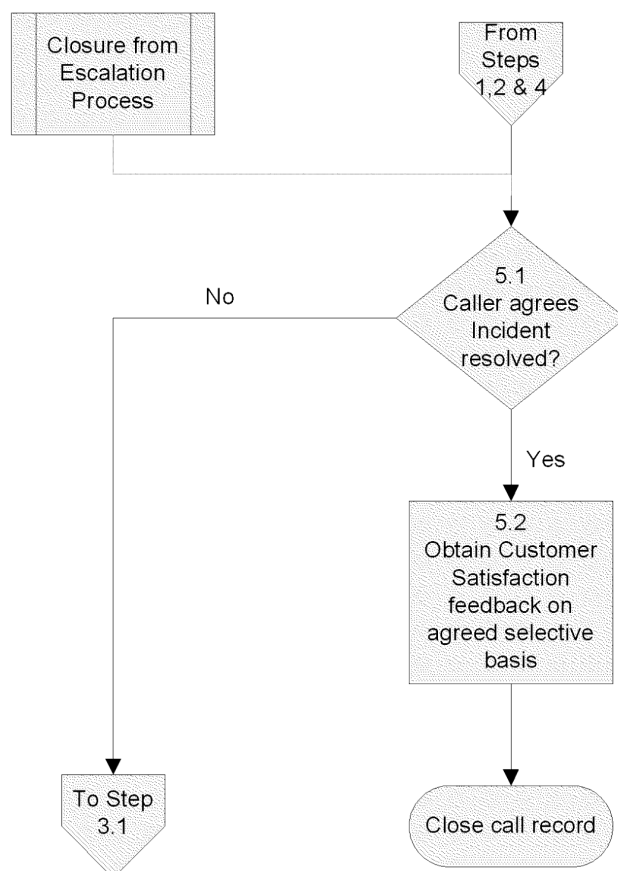 Closure from
Escalation
Process
From
Steps
1,2 & 4
5.1
Caller agrees
Incident
resolved?
No
Yes
5.2
Obtain Customer
Satisfaction
feedback on
agreed selective
basis
To Step
3.1
Close call record